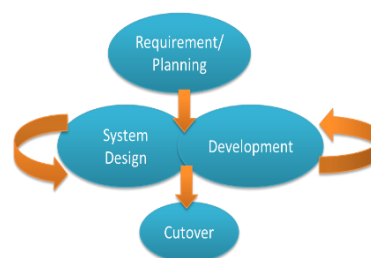 Requirement/
Planning
System
Design
Development
Cutover